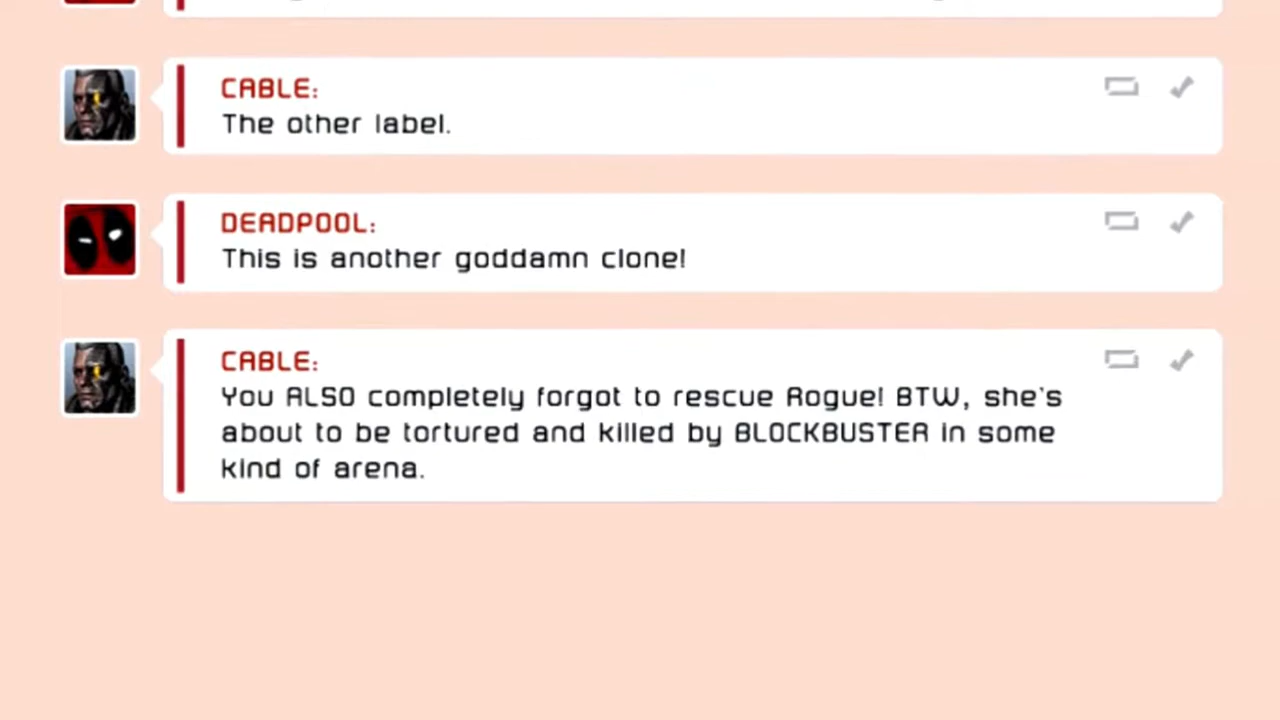 CABLE:
The other label.
DEADPOOL:
This is another goddamn clone!
CABLE:
You ALSO completely forgot to rescue Rogue! BTW, she's
about to be tortured and killed by BLOCKBUSTER in some
kind of arena.